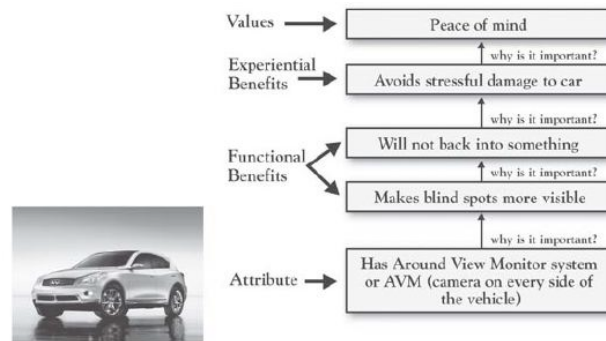 Values
Peace of mind
why is it important?
Experiential
Benefits
Avoids stressful damage to car
why is it important?
Functional
Benefits
Will not back into something
why is it important?
Makes blind spots more visible
why is it important?
Attribute
Has Around View Monitor system
or AVM (camera on every side of
the vehicle)